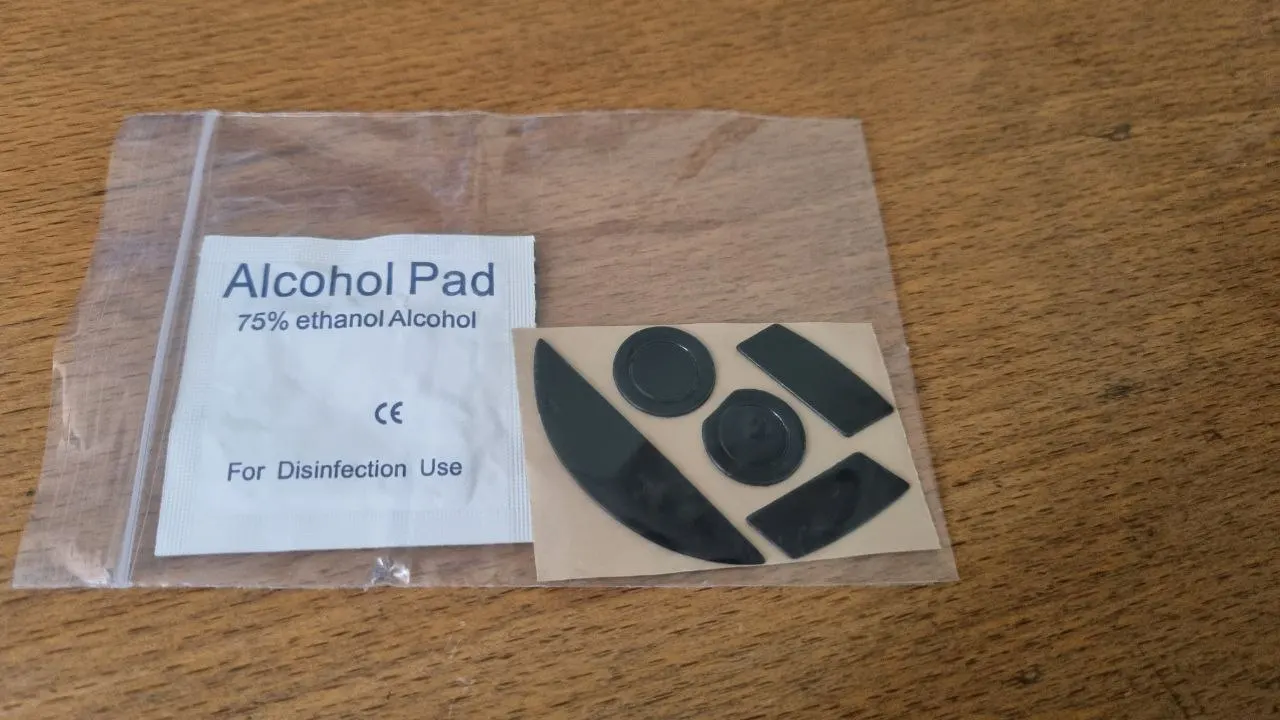 Alcohol Pad
75% ethanol Alcohol
CE
For Disinfection Use